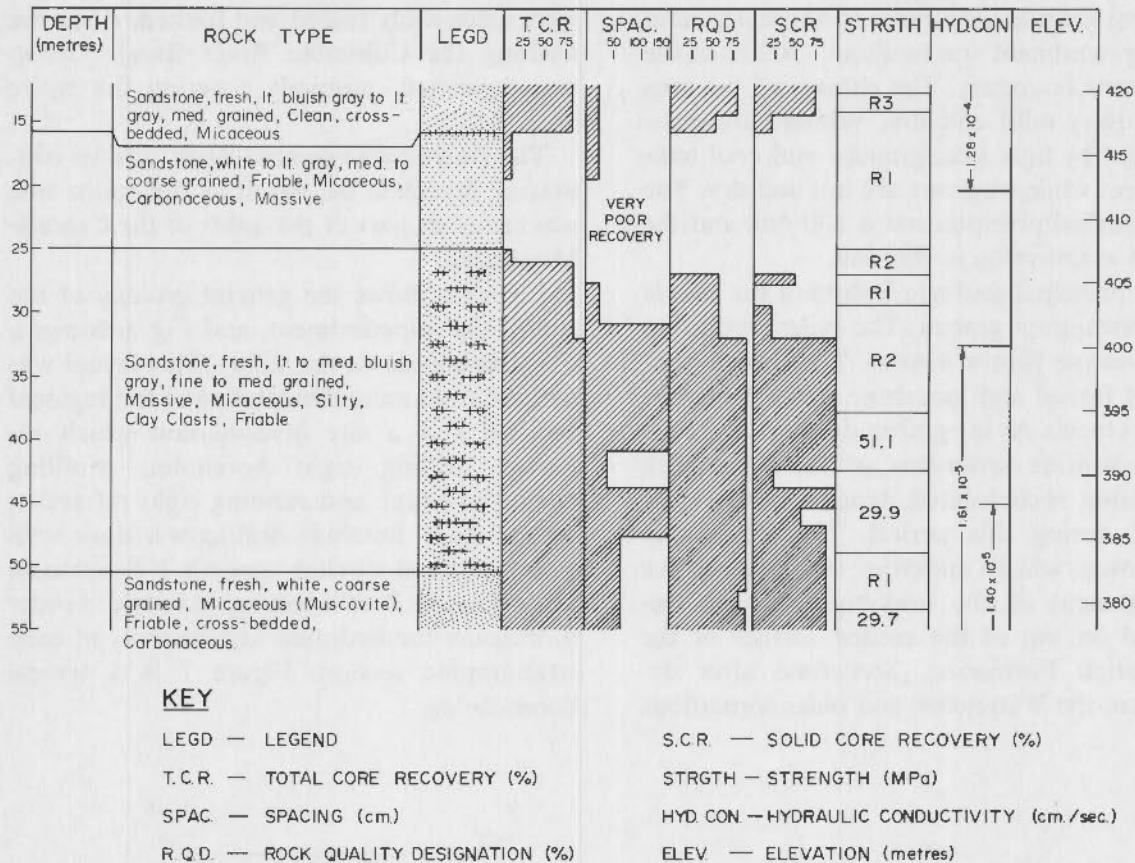 DEPTH
(metres)
ROCK TYPE
LEGD
T. C. R.
25 50 75
SPAC.
50 100 150
R Q D
25 50 75
S C R
25 50 75
STRGTH
HYD.CON
ELEV.
15
20
25
30
35
40
45
50
55
Sandstone, fresh, lt. bluish gray to lt.
gray, med. grained, Clean, cross-
bedded, Micaceous
Sandstone, white to lt. gray, med. to
coarse grained, Friable, Micaceous,
Carbonaceous, Massive.
Sandstone, fresh, lt. to med. bluish
gray, fine to med. grained,
Massive, Micaceous, Silty,
Clay Clasts, Friable
Sandstone, fresh, white, coarse
grained, Micaceous (Muscovite),
Friable, cross-bedded,
Carbonaceous.
VERY
POOR
RECOVERY
R3
R1
R2
R1
R2
51.1
29.9
R1
29.7
1.28 x 10-4
1.61 x 10-5
1.40 x 10-5
420
415
410
405
400
395
390
385
380
KEY
LEGD — LEGEND
T.C.R. — TOTAL CORE RECOVERY (%)
SPAC. — SPACING (cm.)
R.Q.D. — ROCK QUALITY DESIGNATION (%)
S.C.R. — SOLID CORE RECOVERY (%)
STRGTH — STRENGTH (MPa)
HYD. CON. — HYDRAULIC CONDUCTIVITY (cm./sec.)
ELEV. — ELEVATION (metres)